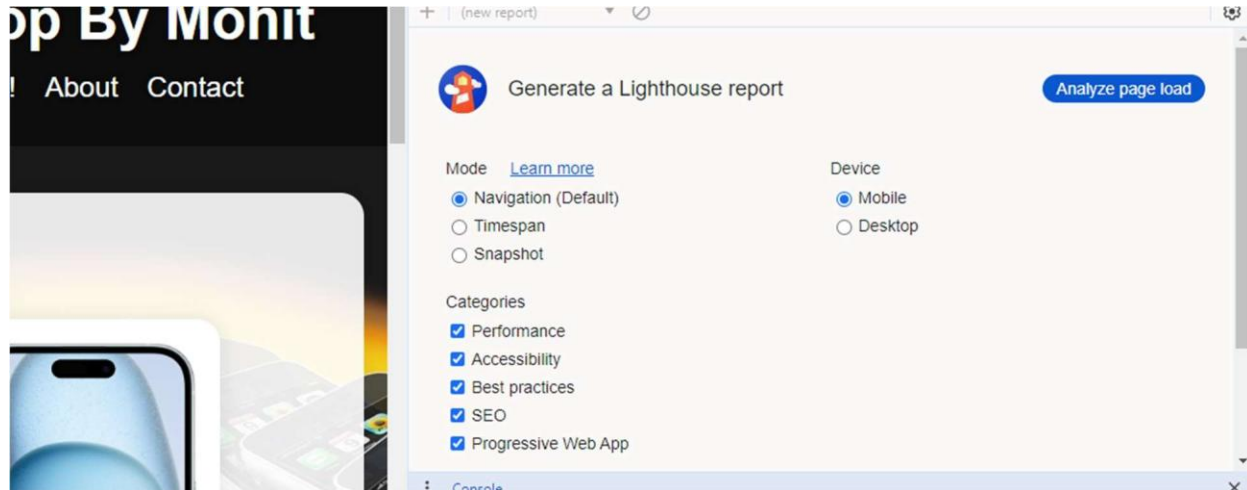 op By Mohit
! About Contact
(new report)
Generate a Lighthouse report
Analyze page load
Mode Learn more
Navigation (Default)
Timespan
Snapshot
Device
Mobile
Desktop
Categories
Performance
Accessibility
Best practices
SEO
Progressive Web App
Console